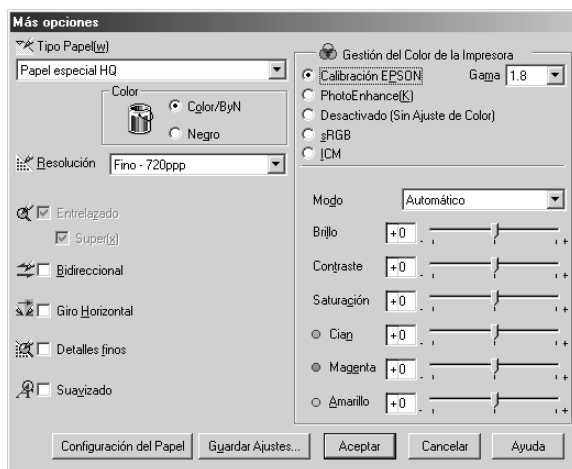 Más opciones
Tipo Papel(w)
Papel especial HQ
Color
Color/ByN
Negro
Resolución
Fino - 720ppp
Entrelazado
Super(x)
Bidireccional
Giro Horizontal
Detalles finos
Suavizado
Gestión del Color de la Impresora
Calibración EPSON
Gama 1.8
PhotoEnhance(K)
Desactivado (Sin Ajuste de Color)
sRGB
ICM
Modo Automático
Brillo +0 - +
Contraste +0 - +
Saturación +0 - +
Cian +0 - +
Magenta +0 - +
Amarillo +0 - +
Configuración del Papel
Guardar Ajustes...
Aceptar
Cancelar
Ayuda